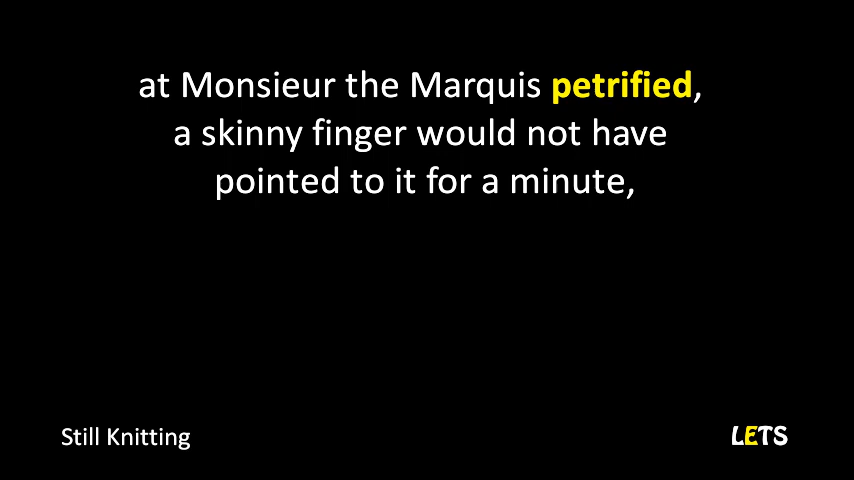 at Monsieur the Marquis petrified,
a skinny finger would not have
pointed to it for a minute,
Still Knitting
LETS